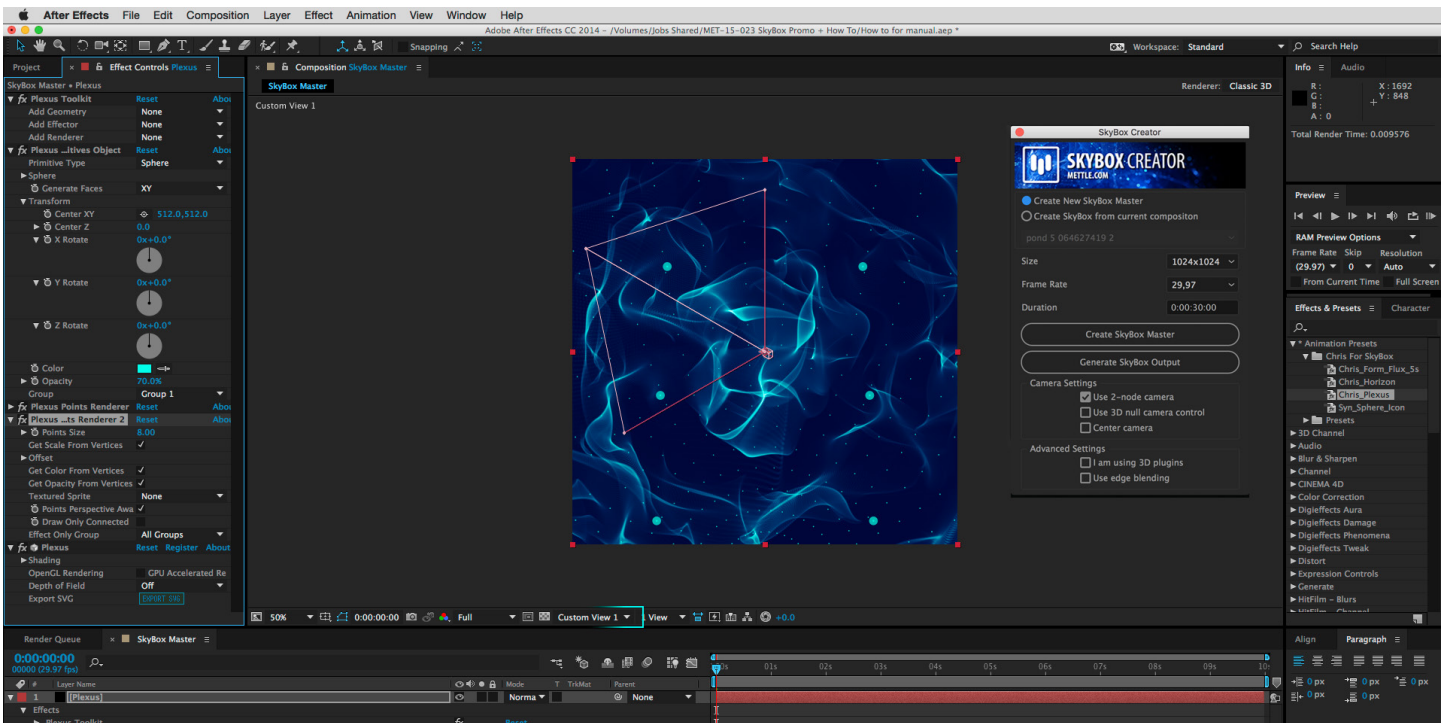 After Effects File Edit Composition Layer Effect Animation View Window Help
Adobe After Effects CC 2014 - /Volumes/Jobs Shared/MET-15-023 SkyBox Promo + How To/How to for manual.aep *
Snapping
Workspace: Standard
Search Help
Project
Effect Controls Plexus
SkyBox Master • Plexus
Plexus Toolkit Reset Abou
Add Geometry None
Add Effector None
Add Renderer None
Plexus ...itives Object Reset Abou
Primitive Type Sphere
Sphere
Generate Faces XY
Transform
Center XY 512.0,512.0
Center Z 0.0
X Rotate 0x+0.0°
Y Rotate 0x+0.0°
Z Rotate 0x+0.0°
Color
Opacity 70.0%
Group Group 1
Plexus Points Renderer Reset Abou
Plexus ...ts Renderer 2 Reset Abou
Points Size 8.00
Get Scale From Vertices
Offset
Get Color From Vertices
Get Opacity From Vertices
Textured Sprite None
Points Perspective Awa
Draw Only Connected
Effect Only Group All Groups
Plexus Reset Register About
Shading
OpenGL Rendering GPU Accelerated Re
Depth of Field Off
Export SVG EXPORT SVG
Composition SkyBox Master
SkyBox Master
Renderer: Classic 3D
Custom View 1
SkyBox Creator
SKYBOX CREATOR
METTLE.COM
Create New SkyBox Master
Create SkyBox from current compositon
pond 5 064627419 2
Size 1024x1024
Frame Rate 29,97
Duration 0:00:30:00
Create SkyBox Master
Generate SkyBox Output
Camera Settings
Use 2-node camera
Use 3D null camera control
Center camera
Advanced Settings
I am using 3D plugins
Use edge blending
50% 0:00:00:00 Full Custom View 1 View +0.0
Info Audio
R : X : 1692
G : Y : 848
B :
A : 0
Total Render Time: 0.009576
Preview
RAM Preview Options
Frame Rate Skip Resolution
(29.97) 0 Auto
From Current Time Full Screen
Effects & Presets Character
* Animation Presets
Chris For SkyBox
Chris_Form_Flux_5s
Chris_Horizon
Chris_Plexus
Syn_Sphere_Icon
Presets
3D Channel
Audio
Blur & Sharpen
Channel
CINEMA 4D
Color Correction
Digieffects Aura
Digieffects Damage
Digieffects Phenomena
Digieffects Tweak
Distort
Expression Controls
Generate
HitFilm - Blurs
HitFilm - Channel
Render Queue
SkyBox Master
0:00:00:00
00000 (29.97 fps)
0s 01s 02s 03s 04s 05s 06s 07s 08s 09s 10
# Layer Name Mode T TrkMat Parent
1 [Plexus] Norma None
Effects
Plexus Toolkit Reset
Align Paragraph
0 px 0 px 0 px
0 px 0 px